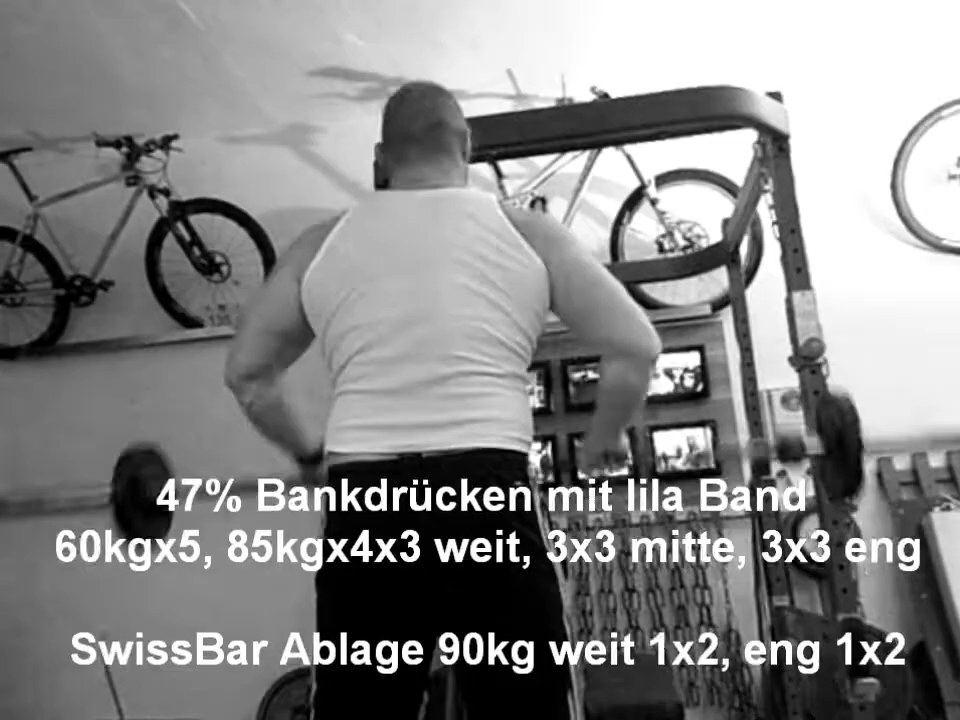 47% Bankdrücken mit lila Band
60kgx5, 85kgx4x3 weit, 3x3 mitte, 3x3 eng
SwissBar Ablage 90kg weit 1x2, eng 1x2